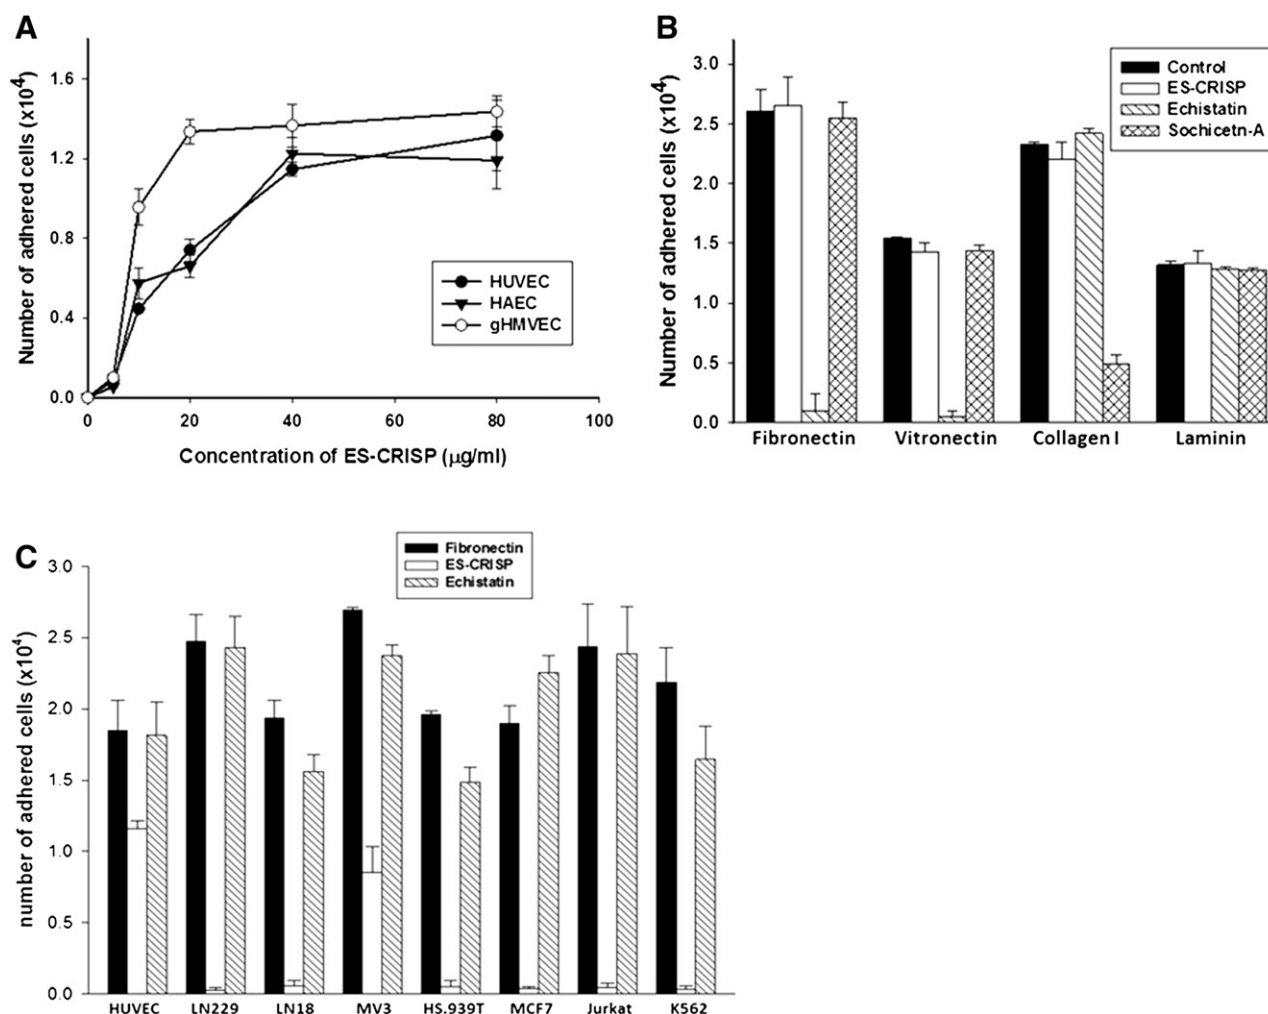 A
Number of adhered cells (x10⁴)
1.6
1.2
0.8
0.4
0.0
0 20 40 60 80 100
Concentration of ES-CRISP (µg/ml)
HUVEC
HAEC
gHMVEC
B
Number of adhered cells (x10⁴)
3.0
2.5
2.0
1.5
1.0
0.5
0.0
Fibronectin Vitronectin Collagen I Laminin
Control
ES-CRISP
Echistatin
Sochicetn-A
C
number of adhered cells (x10⁴)
3.0
2.5
2.0
1.5
1.0
0.5
0.0
HUVEC LN229 LN18 MV3 HS.939T MCF7 Jurkat K562
Fibronectin
ES-CRISP
Echistatin